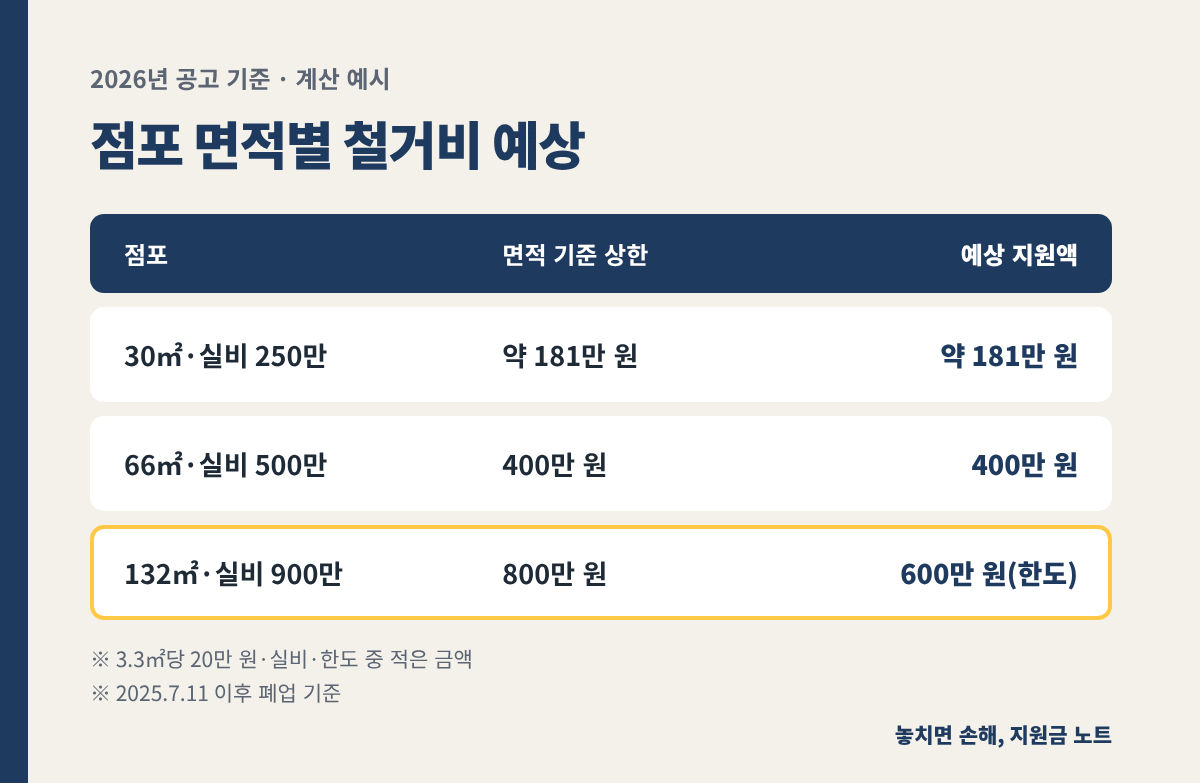 2026년 공고 기준 · 계산 예시
점포 면적별 철거비 예상
점포 면적 기준 상한 예상 지원액
30㎡·실비 250만 약 181만 원 약 181만 원
66㎡·실비 500만 400만 원 400만 원
132㎡·실비 900만 800만 원 600만 원(한도)
※ 3.3㎡당 20만 원·실비·한도 중 적은 금액
※ 2025.7.11 이후 폐업 기준
놓치면 손해, 지원금 노트